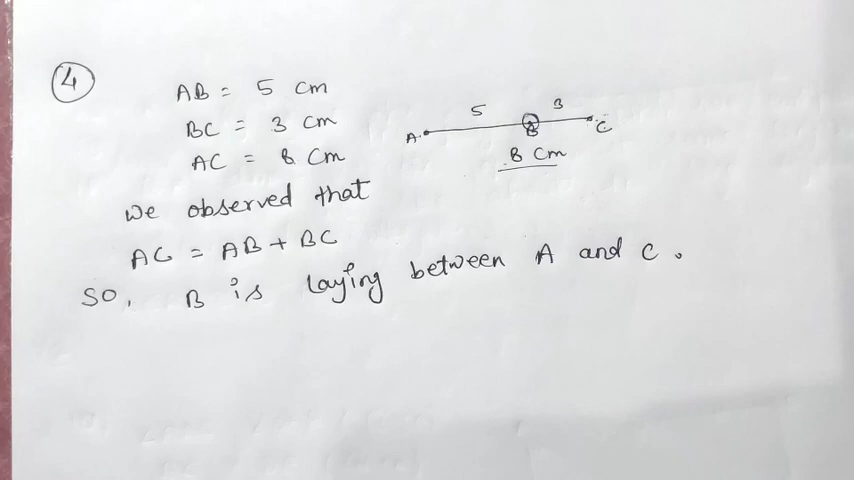 4
AB = 5 cm
BC = 3 cm
AC = 8 cm
5 3
A B C
8 cm
we observed that
AC = AB + BC
SO, B is laying between A and C.